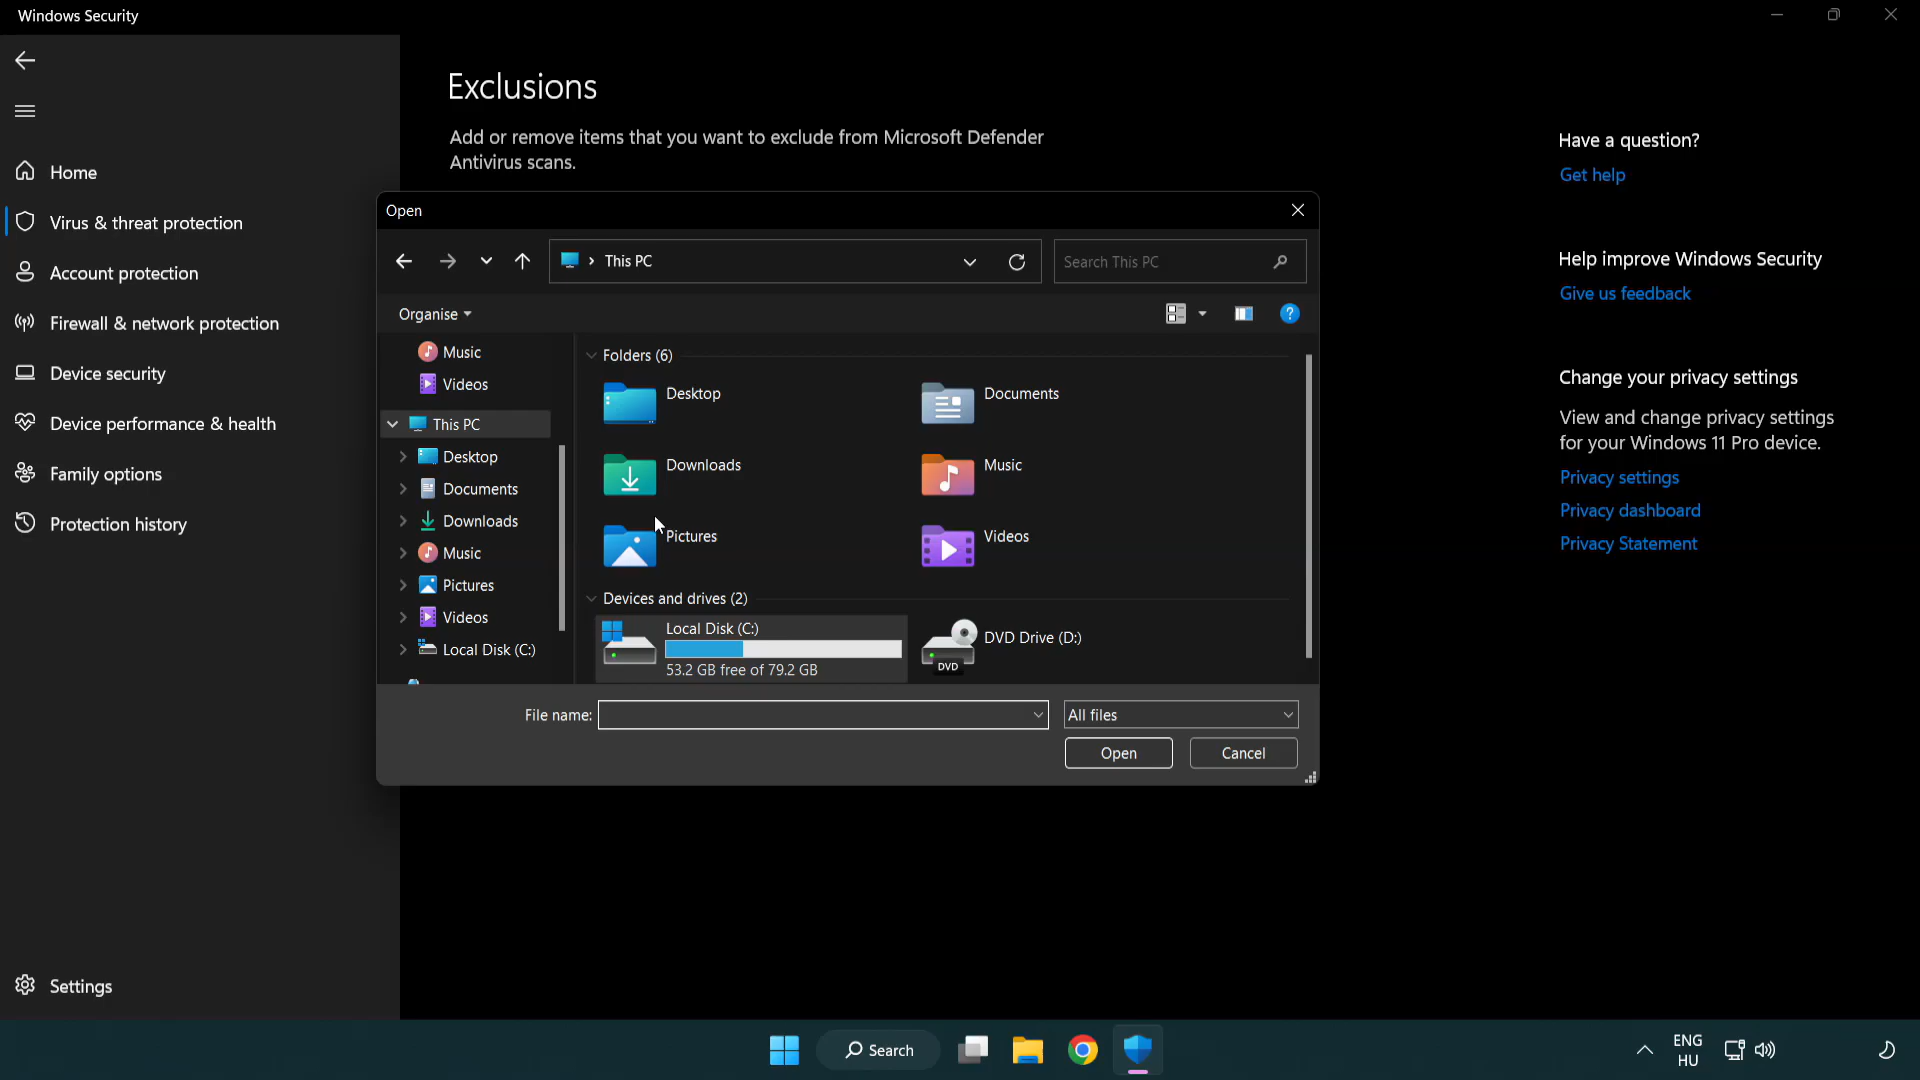 Windows Security
Home
Virus & threat protection
Account protection
Firewall & network protection
Device security
Device performance & health
Family options
Protection history
Settings
Exclusions
Add or remove items that you want to exclude from Microsoft Defender
Antivirus scans.
Open
This PC
Search This PC
Organise
Music
Videos
This PC
Desktop
Documents
Downloads
Music
Pictures
Videos
Local Disk (C:)
Folders (6)
Desktop
Documents
Downloads
Music
Pictures
Videos
Devices and drives (2)
Local Disk (C:)
53.2 GB free of 79.2 GB
DVD Drive (D:)
DVD
File name:
All files
Open
Cancel
Have a question?
Get help
Help improve Windows Security
Give us feedback
Change your privacy settings
View and change privacy settings
for your Windows 11 Pro device.
Privacy settings
Privacy dashboard
Privacy Statement
Search
ENG
HU